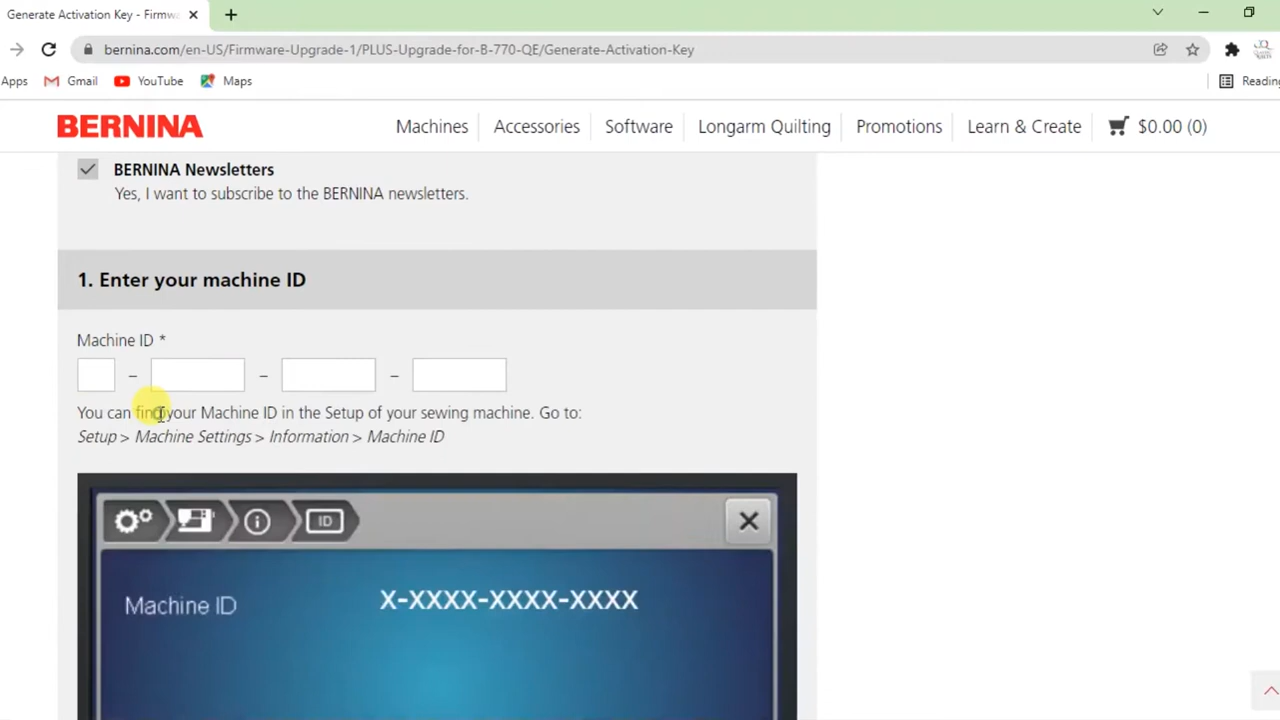 Generate Activation Key - Firmw
bernina.com/en-US/Firmware-Upgrade-1/PLUS-Upgrade-for-B-770-QE/Generate-Activation-Key
Apps Gmail YouTube Maps Reading
BERNINA Machines Accessories Software Longarm Quilting Promotions Learn & Create $0.00 (0)
BERNINA Newsletters
Yes, I want to subscribe to the BERNINA newsletters.
1. Enter your machine ID
Machine ID *
– – –
You can find your Machine ID in the Setup of your sewing machine. Go to:
Setup > Machine Settings > Information > Machine ID
ID
Machine ID X-XXXX-XXXX-XXXX